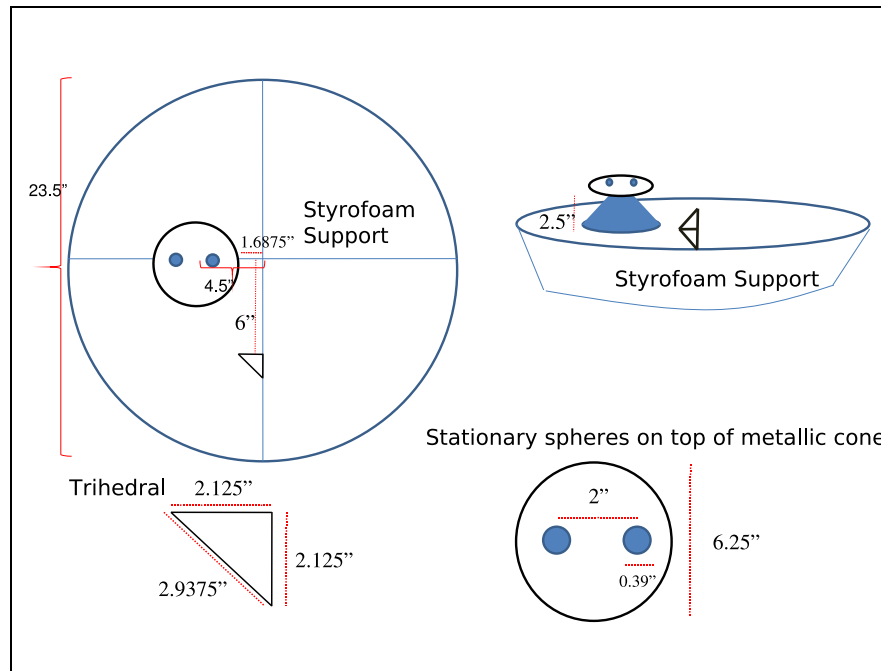 23.5”
Styrofoam
Support
1.6875”
4.5”
6”
2.5”
Styrofoam Support
Trihedral
2.125”
2.125”
2.9375”
Stationary spheres on top of metallic cone
2”
6.25”
0.39”